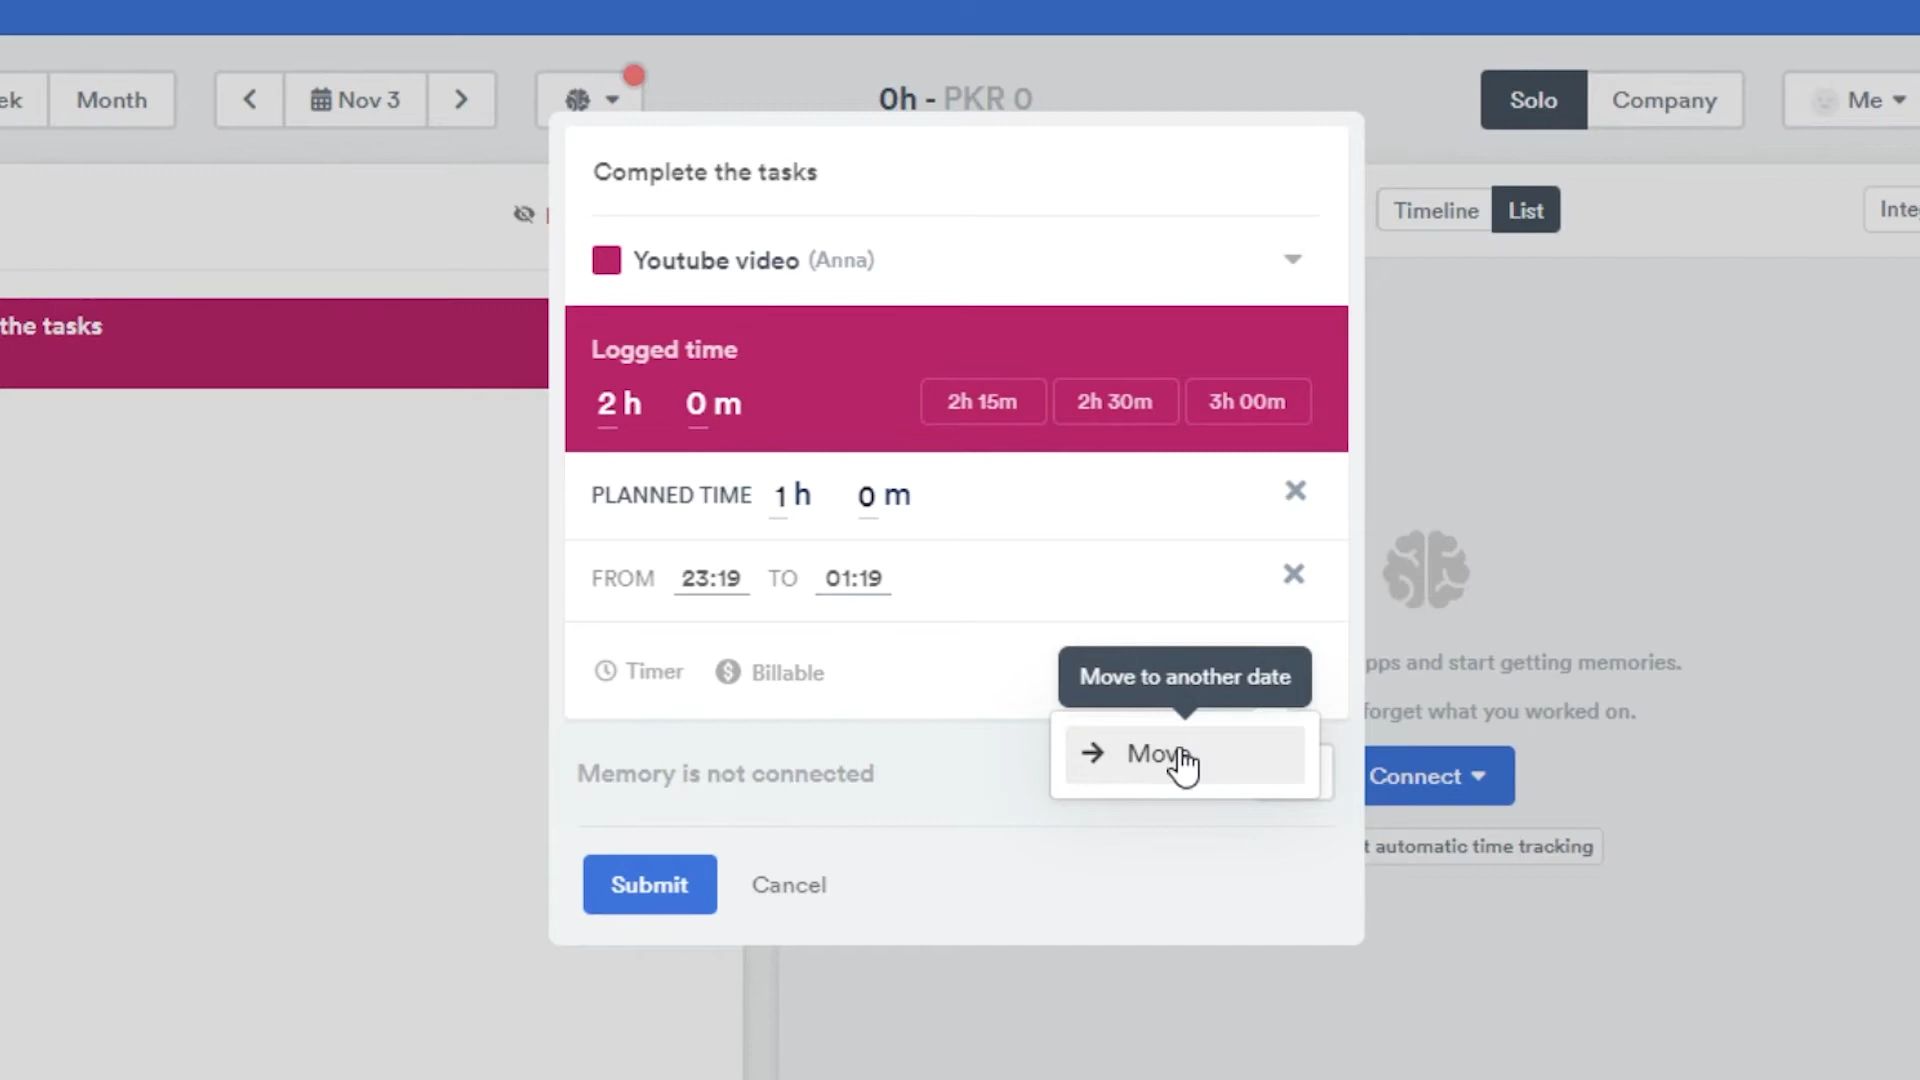 ek Month Nov 3 0h - PKR 0 Solo Company Me
Complete the tasks
Timeline List Inte
Youtube video (Anna)
the tasks
Logged time
2 h 0 m 2h 15m 2h 30m 3h 00m
PLANNED TIME 1 h 0 m
FROM 23:19 TO 01:19
Timer Billable
Move to another date
pps and start getting memories.
forget what you worked on.
Move
Memory is not connected
Connect
t automatic time tracking
Submit Cancel